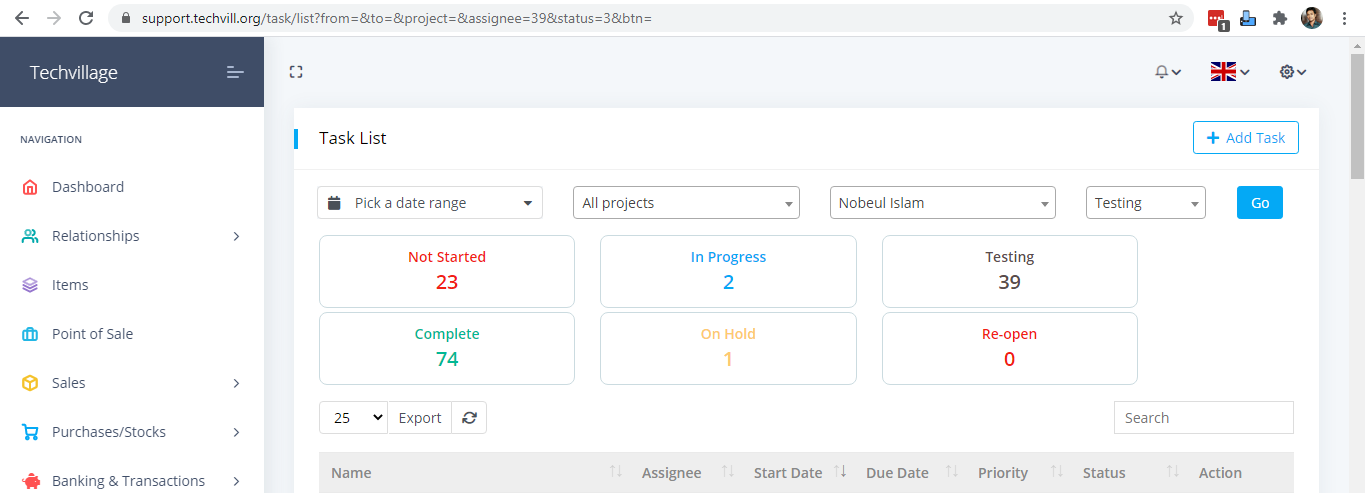 support.techvill.org/task/list?from=&to=&project=&assignee=39&status=3&btn=
1
Techvillage
NAVIGATION
Dashboard
Relationships
Items
Point of Sale
Sales
Purchases/Stocks
Banking & Transactions
Task List
Add Task
Pick a date range
All projects
Nobeul Islam
Testing
Go
Not Started
23
In Progress
2
Testing
39
Complete
74
On Hold
1
Re-open
0
25
Export
Search
Name Assignee Start Date Due Date Priority Status Action